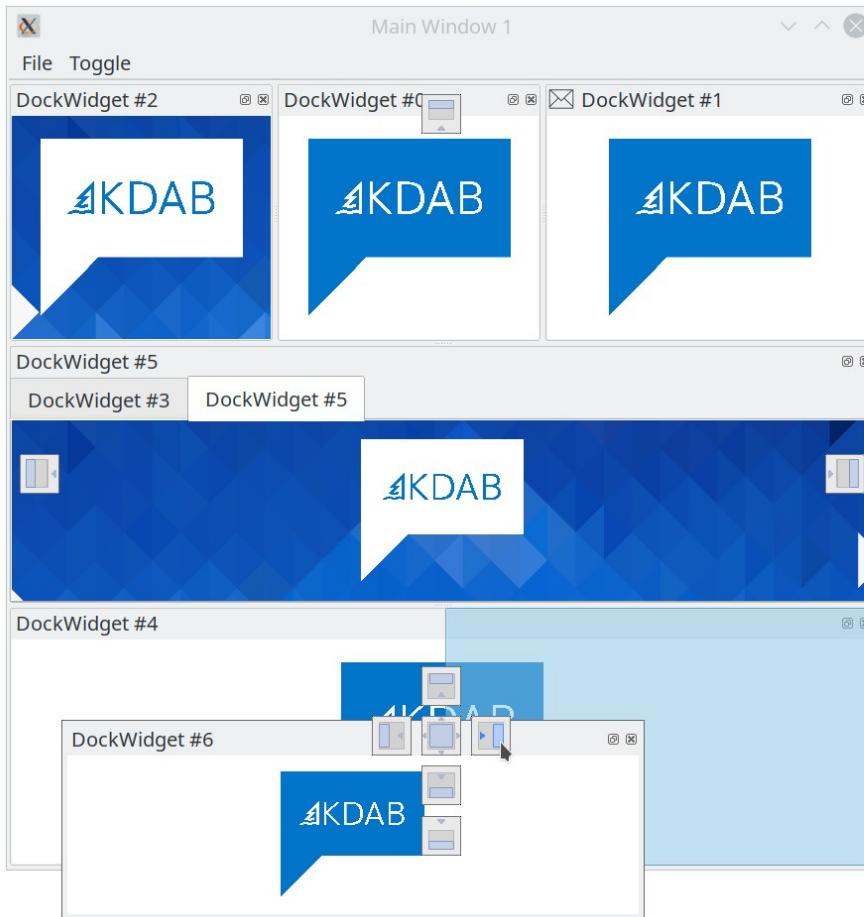 Main Window 1
File Toggle
DockWidget #2
DockWidget #0
DockWidget #1
KDAB
KDAB
KDAB
DockWidget #5
DockWidget #3
DockWidget #5
KDAB
DockWidget #4
KDAB
DockWidget #6
KDAB